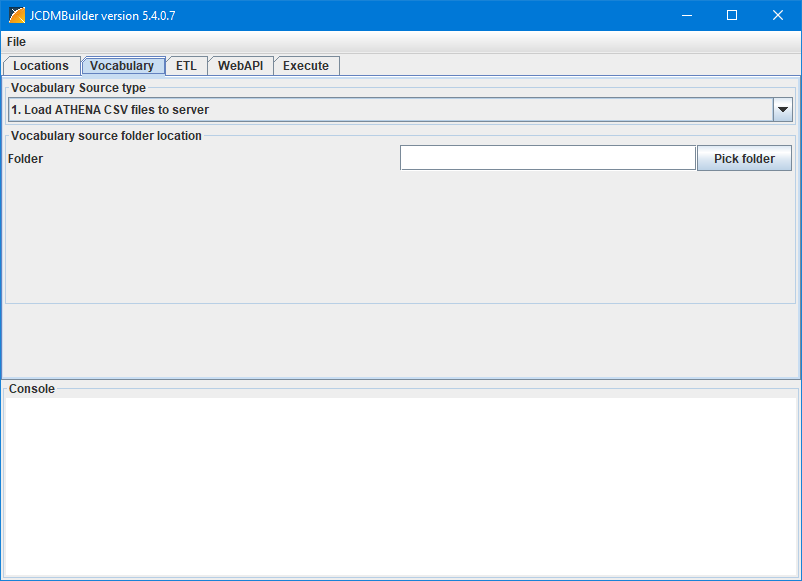 JCDMBuilder version 5.4.0.7
File
Locations Vocabulary ETL WebAPI Execute
Vocabulary Source type
1. Load ATHENA CSV files to server
Vocabulary source folder location
Folder Pick folder
Console